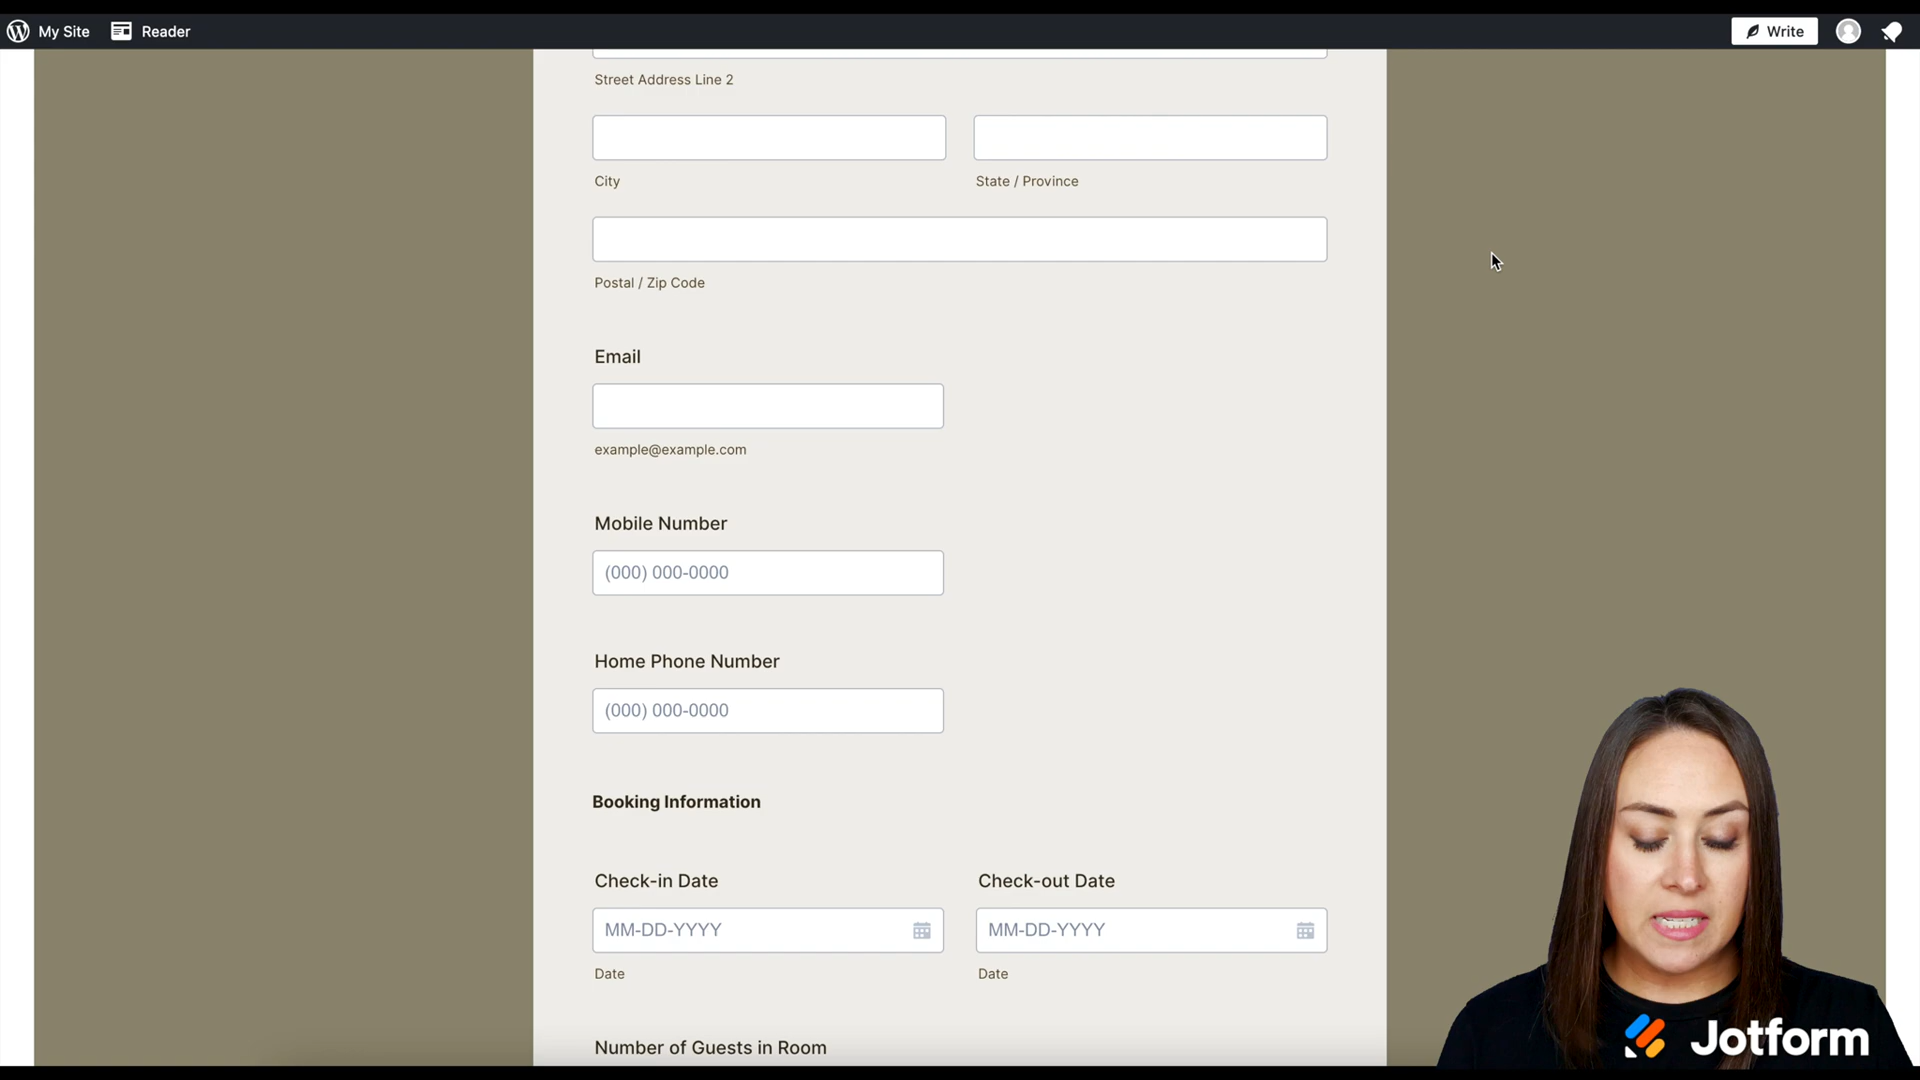 My Site Reader Write
Street Address Line 2
City State / Province
Postal / Zip Code
Email
example@example.com
Mobile Number
(000) 000-0000
Home Phone Number
(000) 000-0000
Booking Information
Check-in Date Check-out Date
MM-DD-YYYY MM-DD-YYYY
Date Date
Number of Guests in Room
Jotform